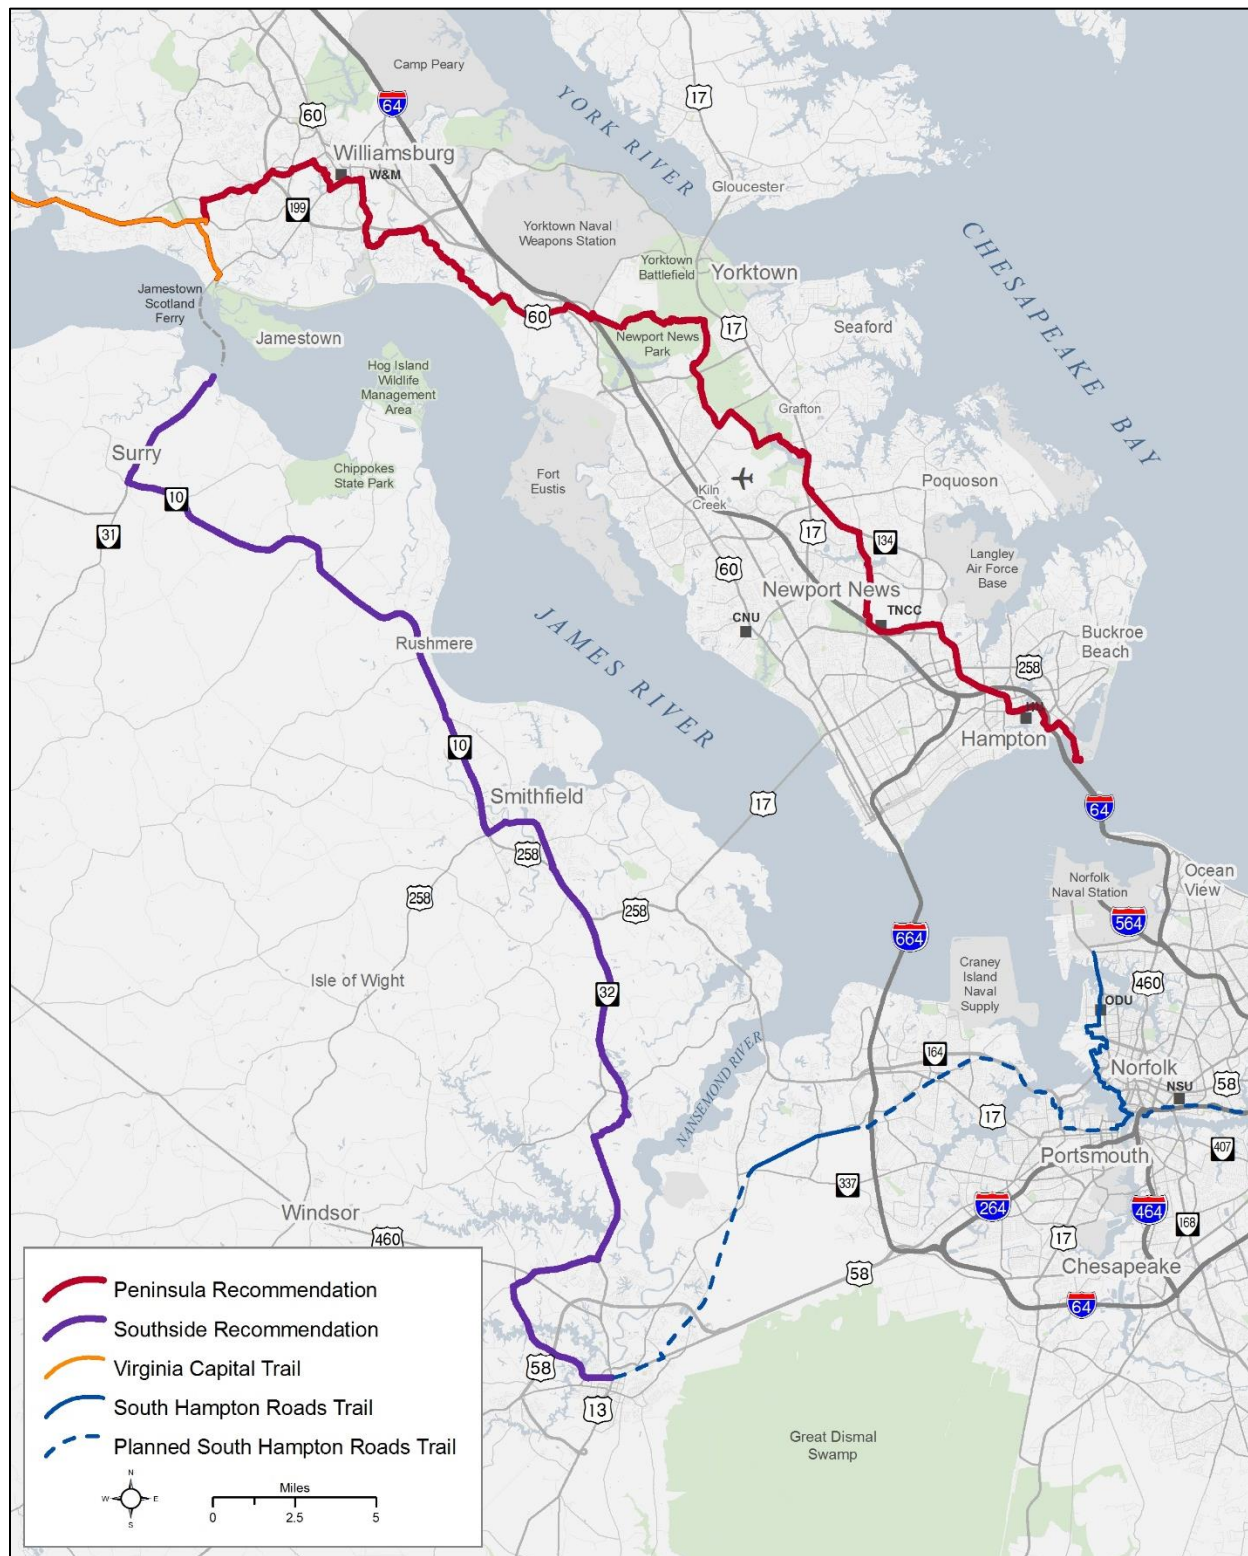 Camp Peary
17
64
60
YORK RIVER
Williamsburg
W&M
Gloucester
199
Yorktown Naval
Weapons Station
CHESAPEAKE BAY
Yorktown
Battlefield
Yorktown
Jamestown
Scotland
Ferry
60
17
Seaford
Jamestown
Newport News
Park
Hog Island
Wildlife
Management
Area
Grafton
Surry
Chippokes
State Park
Fort
Eustis
Kiln
Creek
Poquoson
10
31
17
134
Langley
Air Force
Base
60
Newport News
TNCC
CNU
JAMES RIVER
Buckroe
Beach
Rushmere
258
Hampton
10
Smithfield
17
64
258
Ocean
View
Norfolk
Naval Station
258
258
564
664
Craney
Island
Naval
Supply
460
Isle of Wight
32
ODU
NANSEMOND RIVER
164
Norfolk
NSU
58
17
Portsmouth
407
337
Windsor
264
464
168
460
17
58
Chesapeake
64
58
13
Great Dismal
Swamp
Peninsula Recommendation
Southside Recommendation
Virginia Capital Trail
South Hampton Roads Trail
Planned South Hampton Roads Trail
N
W E
S
Miles
0 2.5 5